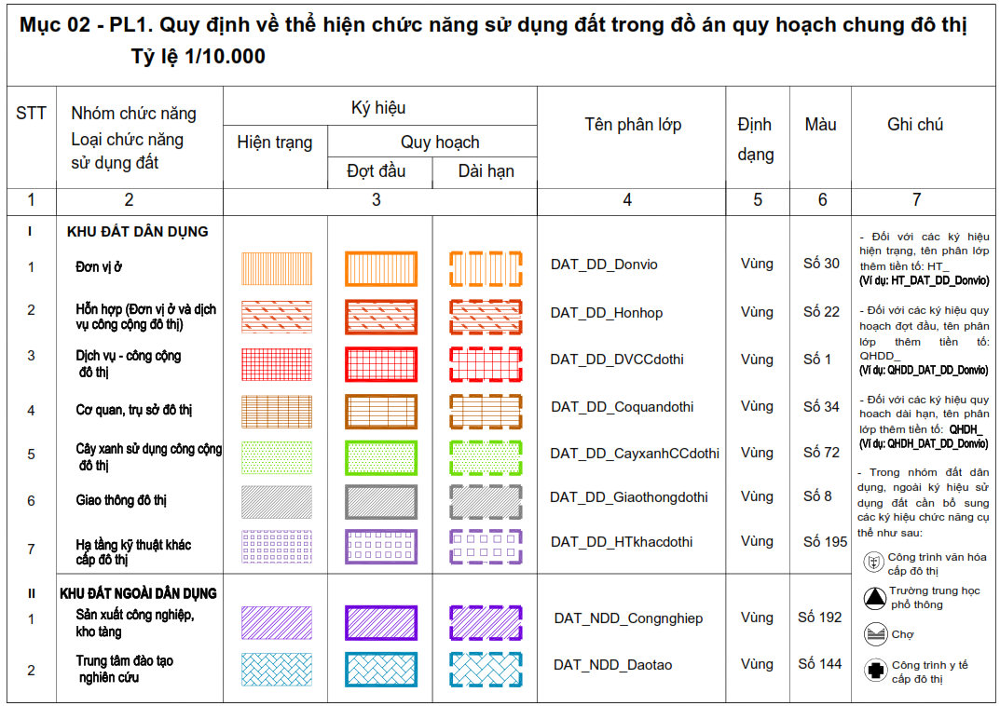 Mục 02 - PL1. Quy định về thể hiện chức năng sử dụng đất trong đồ án quy hoạch chung đô thị
Tỷ lệ 1/10.000
STT
Nhóm chức năng
Loại chức năng
sử dụng đất
Ký hiệu
Hiện trạng
Quy hoạch
Đợt đầu
Dài hạn
Tên phân lớp
Định
dạng
Màu
Ghi chú
1 2 3 4 5 6 7
I KHU ĐẤT DÂN DỤNG
1 Đơn vị ở DAT_DD_Donvio Vùng Số 30
2 Hỗn hợp (Đơn vị ở và dịch
vụ công cộng đô thị) DAT_DD_Honhop Vùng Số 22
3 Dịch vụ - công cộng
đô thị DAT_DD_DVCCdothi Vùng Số 1
4 Cơ quan, trụ sở đô thị DAT_DD_Coquandothi Vùng Số 34
5 Cây xanh sử dụng công cộng
đô thị DAT_DD_CayxanhCCdothi Vùng Số 72
6 Giao thông đô thị DAT_DD_Giaothongdothi Vùng Số 8
7 Hạ tầng kỹ thuật khác
cấp đô thị DAT_DD_HTkhacdothi Vùng Số 195
II KHU ĐẤT NGOÀI DÂN DỤNG
1 Sản xuất công nghiệp,
kho tàng DAT_NDD_Congnghiep Vùng Số 192
2 Trung tâm đào tạo
nghiên cứu DAT_NDD_Daotao Vùng Số 144
- Đối với các ký hiệu
hiện trạng, tên phân lớp
thêm tiền tố: HT_
(Ví dụ: HT_DAT_DD_Donvio)
- Đối với các ký hiệu quy
hoạch đợt đầu, tên phân
lớp thêm tiền tố:
QHDD_
(Ví dụ: QHDD_DAT_DD_Donvio)
- Đối với các ký hiệu quy
hoach dài hạn, tên phân
lớp thêm tiền tố: QHDH_
(Ví dụ: QHDH_DAT_DD_Donvio)
- Trong nhóm đất dân
dụng, ngoài ký hiệu sử
dụng đất cần bổ sung
các ký hiệu chức năng cụ
thể như sau:
Công trình văn hóa
cấp đô thị
Trường trung học
phổ thông
Chợ
Công trình y tế
cấp đô thị